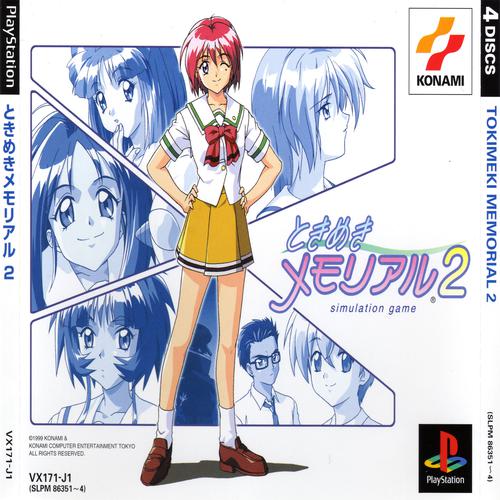 PlayStation
ときめきメモリアル 2
VX171-J1
KONAMI
ときめき
メモリアル2
®
simulation game
©1999 KONAMI &
KONAMI COMPUTER ENTERTAINMENT TOKYO
ALL RIGHTS RESERVED.
VX171-J1
(SLPM 86351~4)
PlayStation
4 DISCS
TOKIMEKI MEMORIAL 2
(SLPM 86351~4)